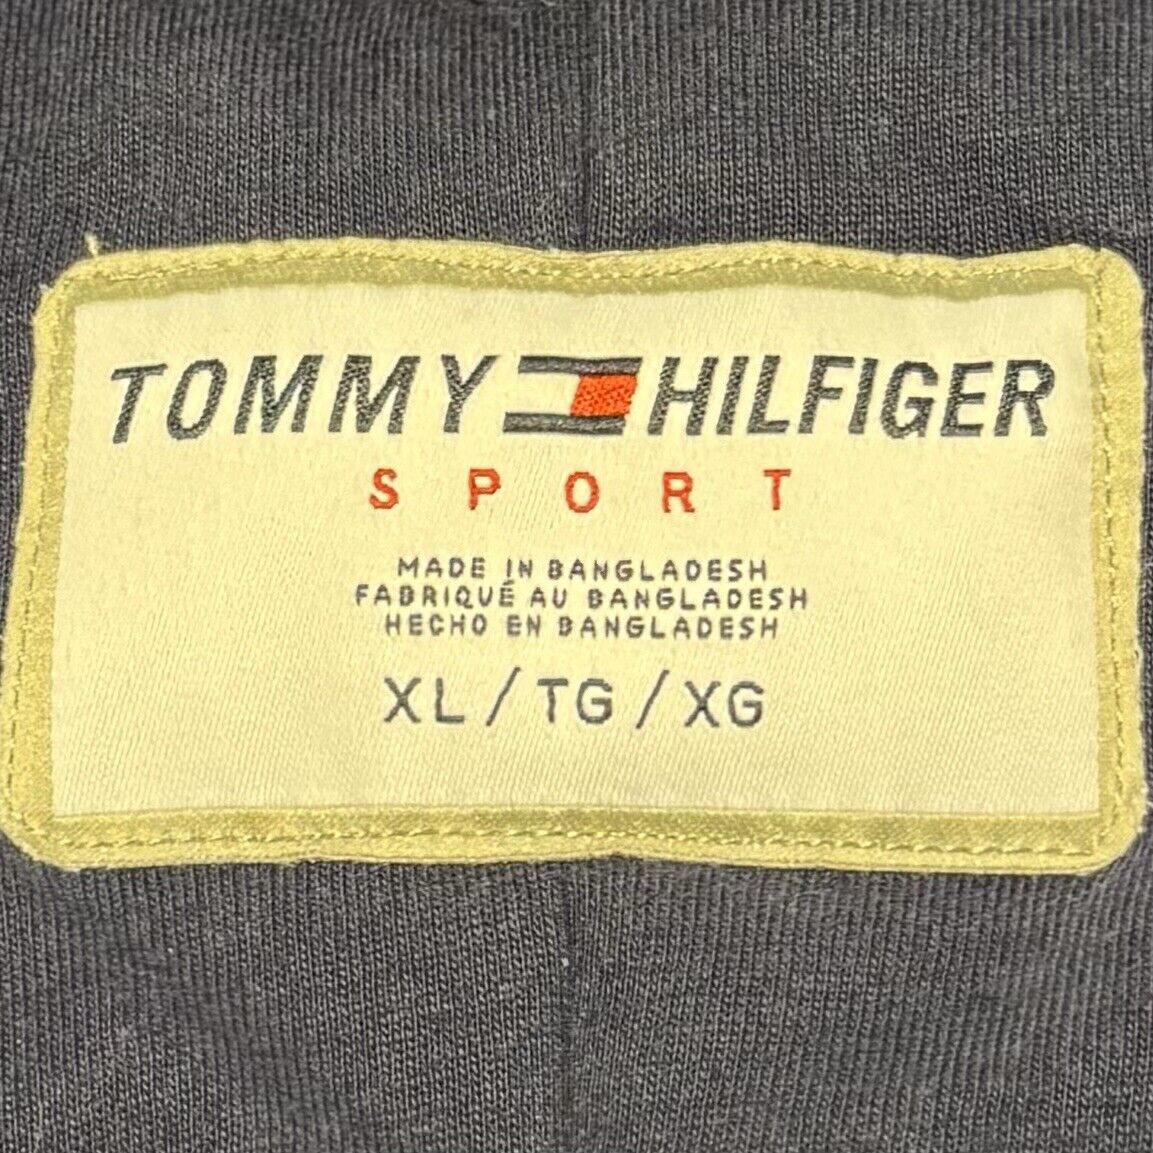 TOMMY HILFIGER
SPORT
MADE IN BANGLADESH
FABRIQUÉ AU BANGLADESH
HECHO EN BANGLADESH
XL / TG / XG